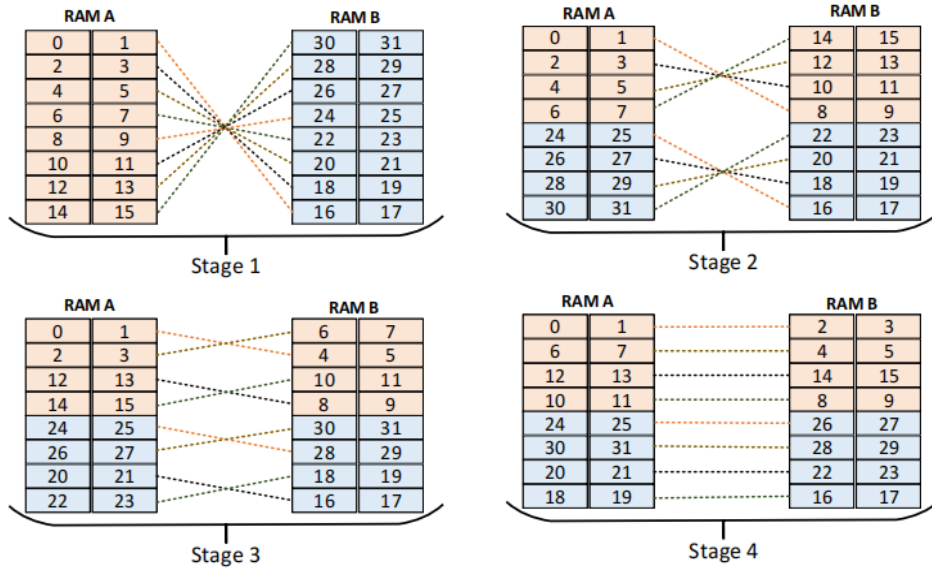 RAM A RAM B
0 1 30 31
2 3 28 29
4 5 26 27
6 7 24 25
8 9 22 23
10 11 20 21
12 13 18 19
14 15 16 17
Stage 1
RAM A RAM B
0 1 14 15
2 3 12 13
4 5 10 11
6 7 8 9
24 25 22 23
26 27 20 21
28 29 18 19
30 31 16 17
Stage 2
RAM A RAM B
0 1 6 7
2 3 4 5
12 13 10 11
14 15 8 9
24 25 30 31
26 27 28 29
20 21 18 19
22 23 16 17
Stage 3
RAM A RAM B
0 1 2 3
6 7 4 5
12 13 14 15
10 11 8 9
24 25 26 27
30 31 28 29
20 21 22 23
18 19 16 17
Stage 4